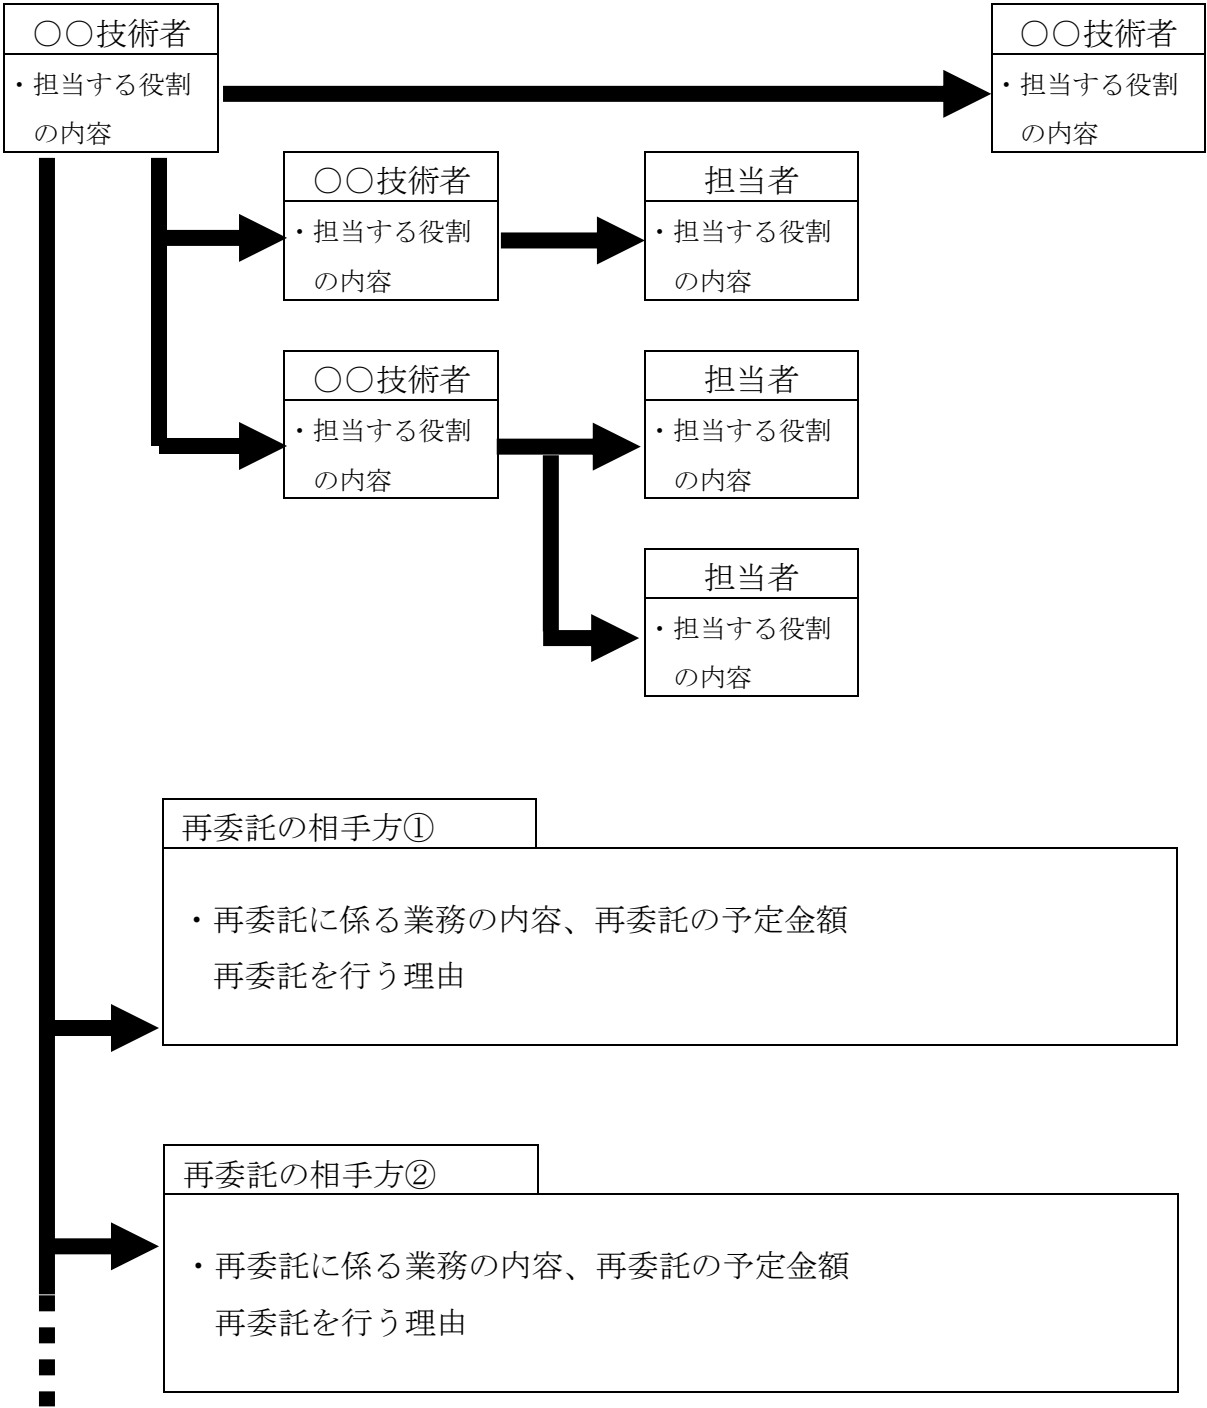 ○○技術者
・担当する役割
の内容
○○技術者
・担当する役割
の内容
○○技術者
・担当する役割
の内容
担当者
・担当する役割
の内容
○○技術者
・担当する役割
の内容
担当者
・担当する役割
の内容
担当者
・担当する役割
の内容
再委託の相手方①
・再委託に係る業務の内容、再委託の予定金額
再委託を行う理由
再委託の相手方②
・再委託に係る業務の内容、再委託の予定金額
再委託を行う理由